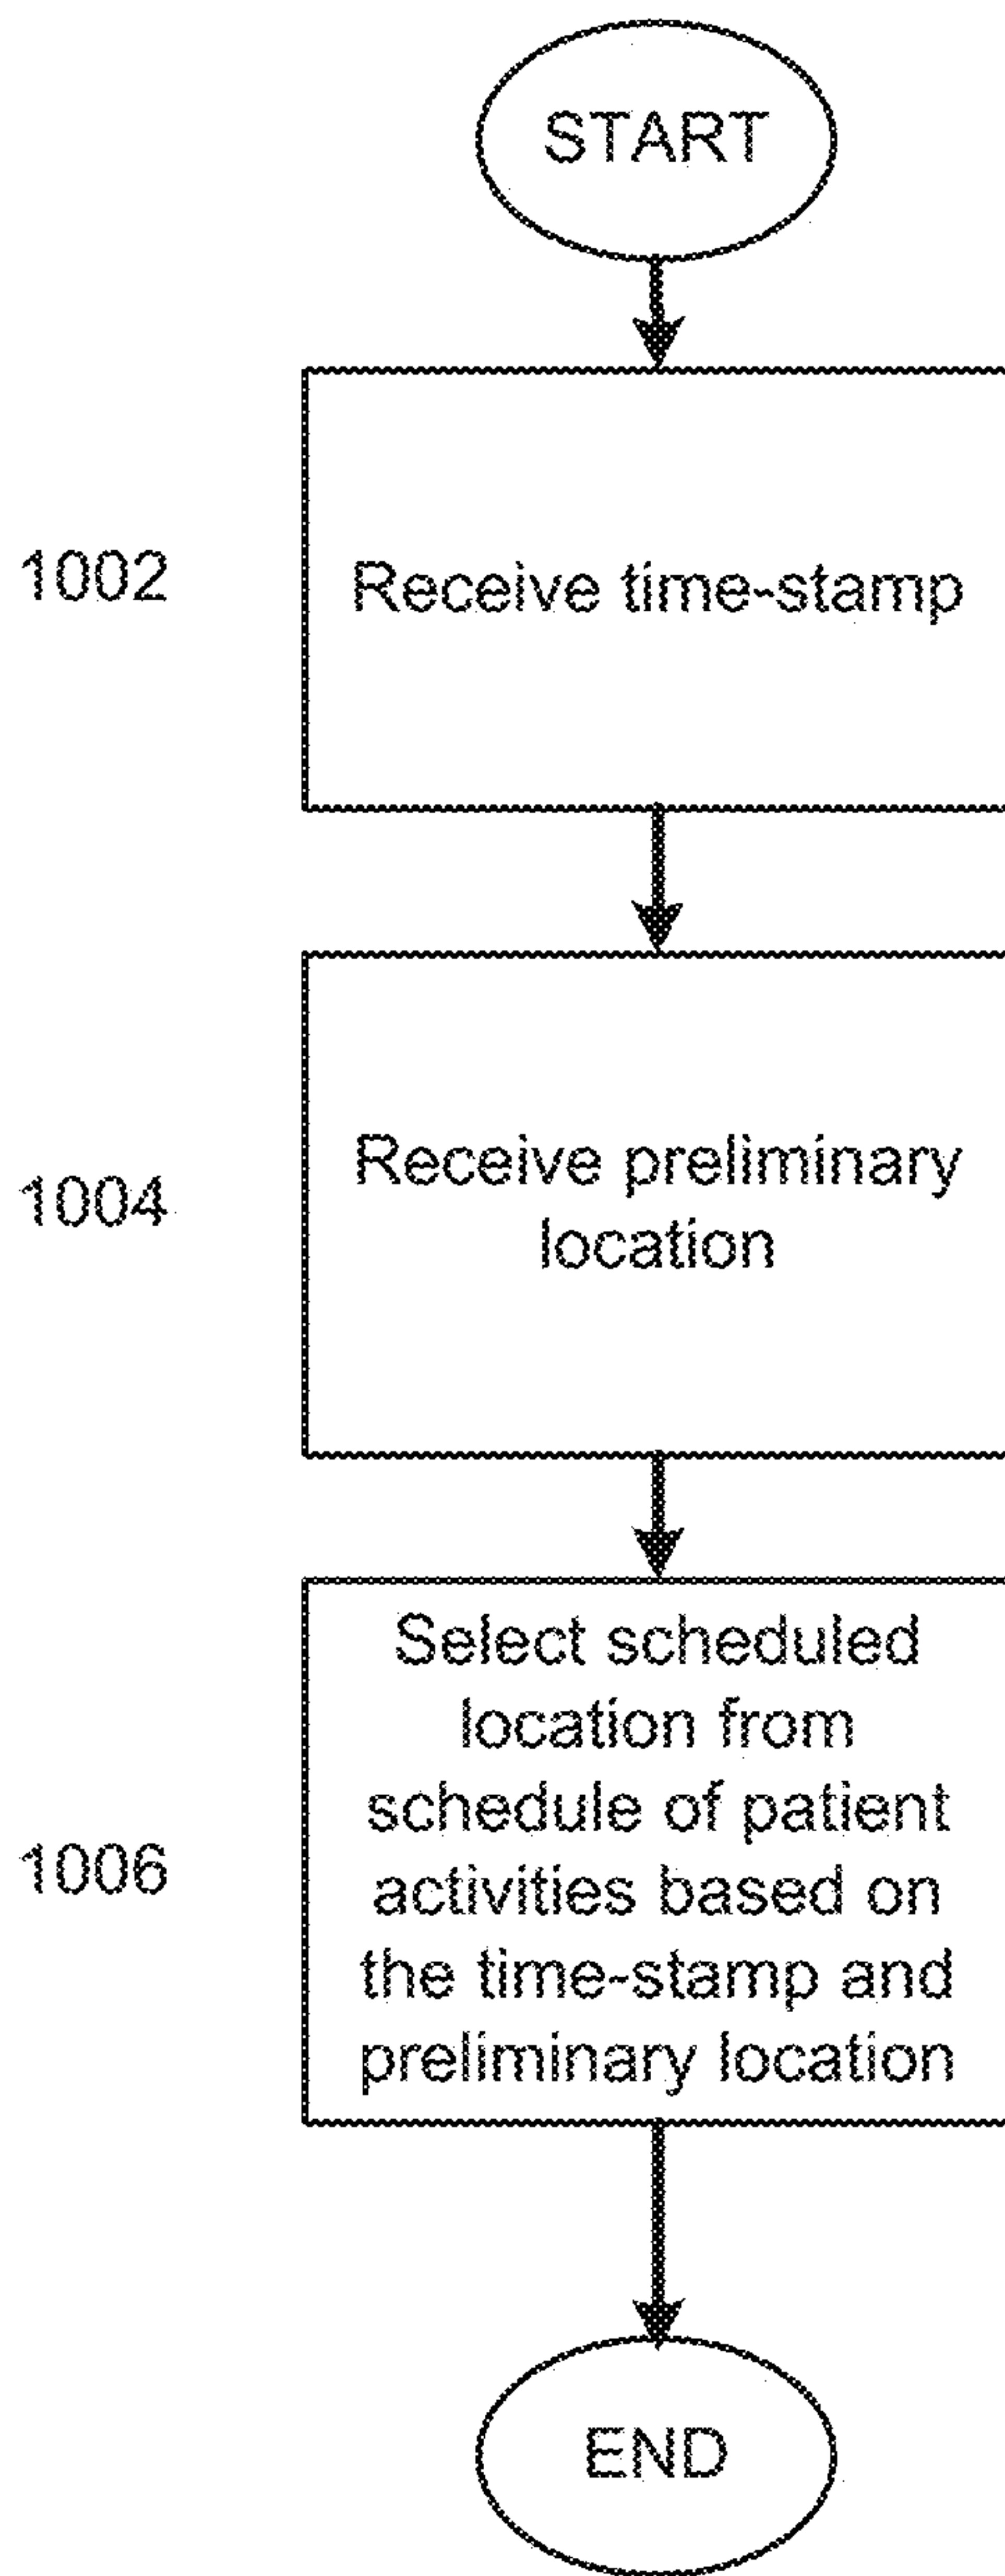 START
1002
Receive time-stamp
1004
Receive preliminary
location
1006
Select scheduled
location from
schedule of patient
activities based on
the time-stamp and
preliminary location
END